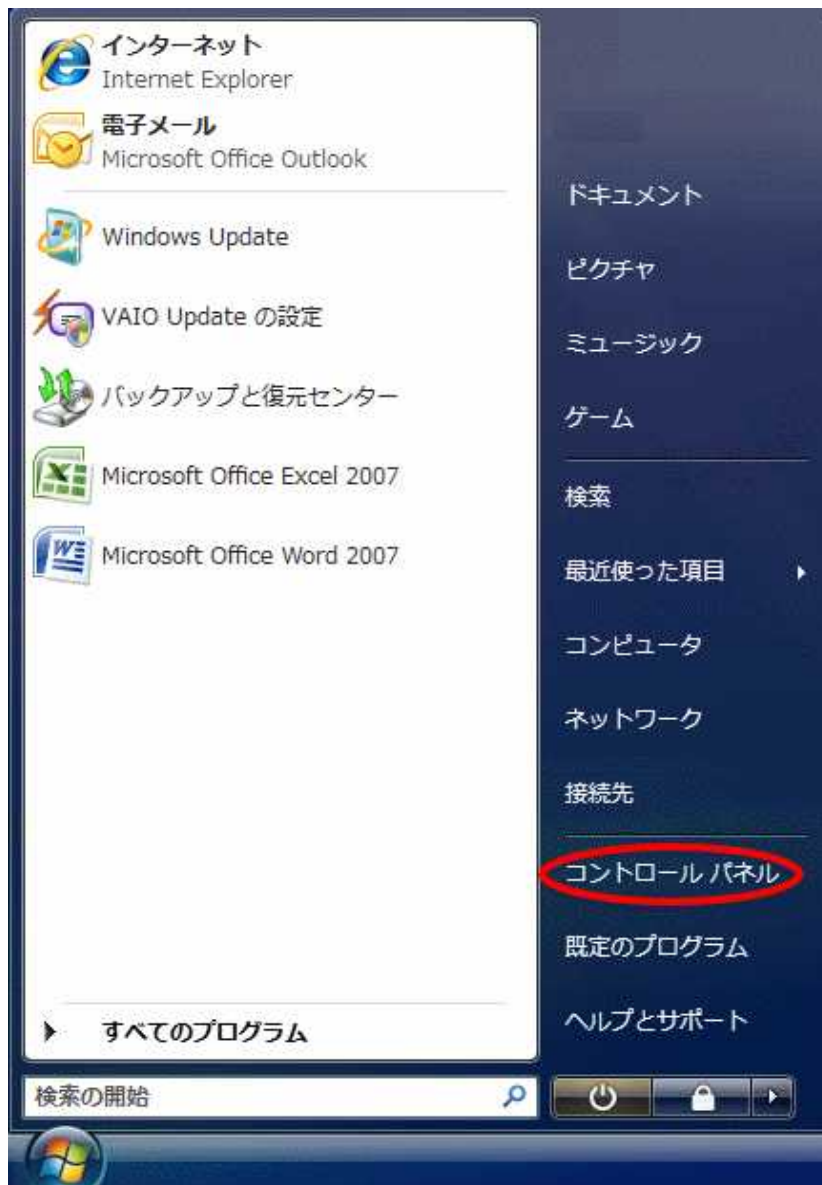 インターネット
Internet Explorer
電子メール
Microsoft Office Outlook
Windows Update
VAIO Update の設定
バックアップと復元センター
Microsoft Office Excel 2007
Microsoft Office Word 2007
すべてのプログラム
検索の開始
ドキュメント
ピクチャ
ミュージック
ゲーム
検索
最近使った項目
コンピュータ
ネットワーク
接続先
コントロール パネル
既定のプログラム
ヘルプとサポート